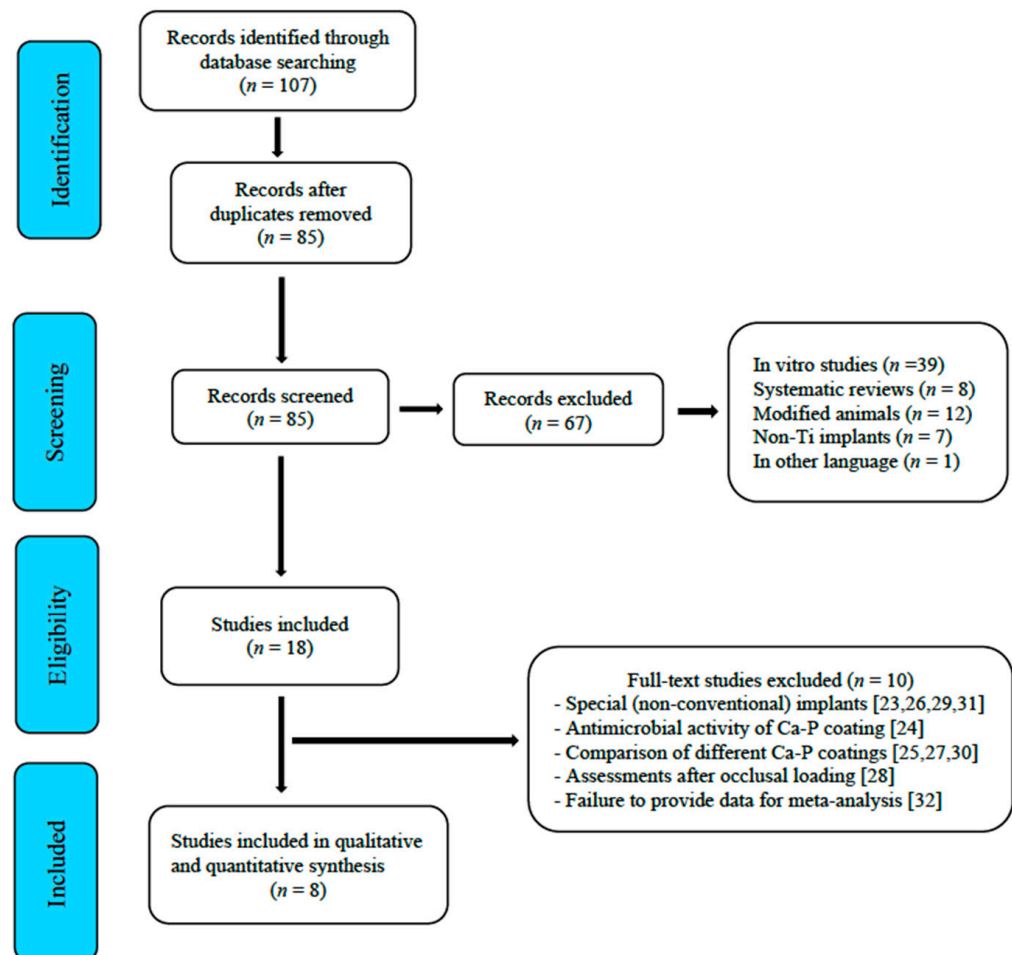 Identification
Records identified through
database searching
(n = 107)
Records after
duplicates removed
(n = 85)
Screening
Records screened
(n = 85)
Records excluded
(n = 67)
In vitro studies (n =39)
Systematic reviews (n = 8)
Modified animals (n = 12)
Non-Ti implants (n = 7)
In other language (n = 1)
Eligibility
Studies included
(n = 18)
Full-text studies excluded (n = 10)
- Special (non-conventional) implants [23,26,29,31]
- Antimicrobial activity of Ca-P coating [24]
- Comparison of different Ca-P coatings [25,27,30]
- Assessments after occlusal loading [28]
- Failure to provide data for meta-analysis [32]
Included
Studies included in qualitative
and quantitative synthesis
(n = 8)